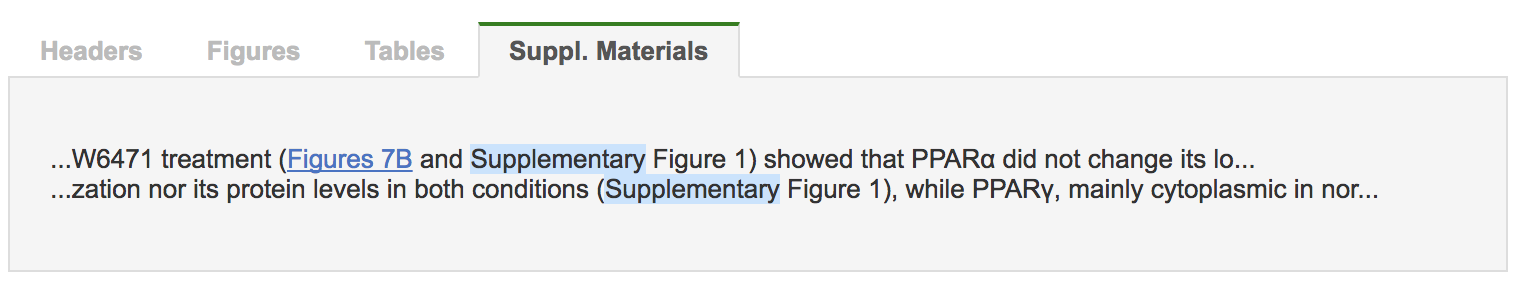 Headers Figures Tables Suppl. Materials
...W6471 treatment (Figures 7B and Supplementary Figure 1) showed that PPARα did not change its lo...
...zation nor its protein levels in both conditions (Supplementary Figure 1), while PPARγ, mainly cytoplasmic in nor...